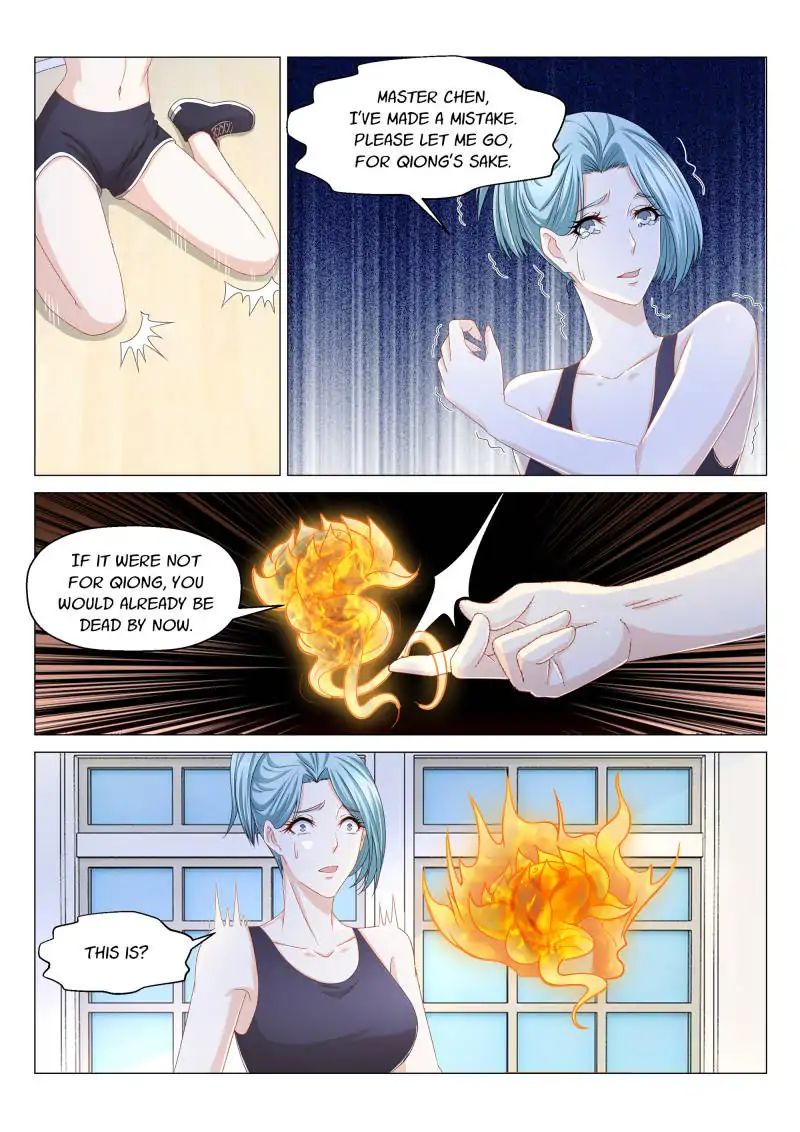 MASTER CHEN,
I'VE MADE A MISTAKE.
PLEASE LET ME GO,
FOR QIONG'S SAKE.
IF IT WERE NOT
FOR QIONG, YOU
WOULD ALREADY BE
DEAD BY NOW.
THIS IS?